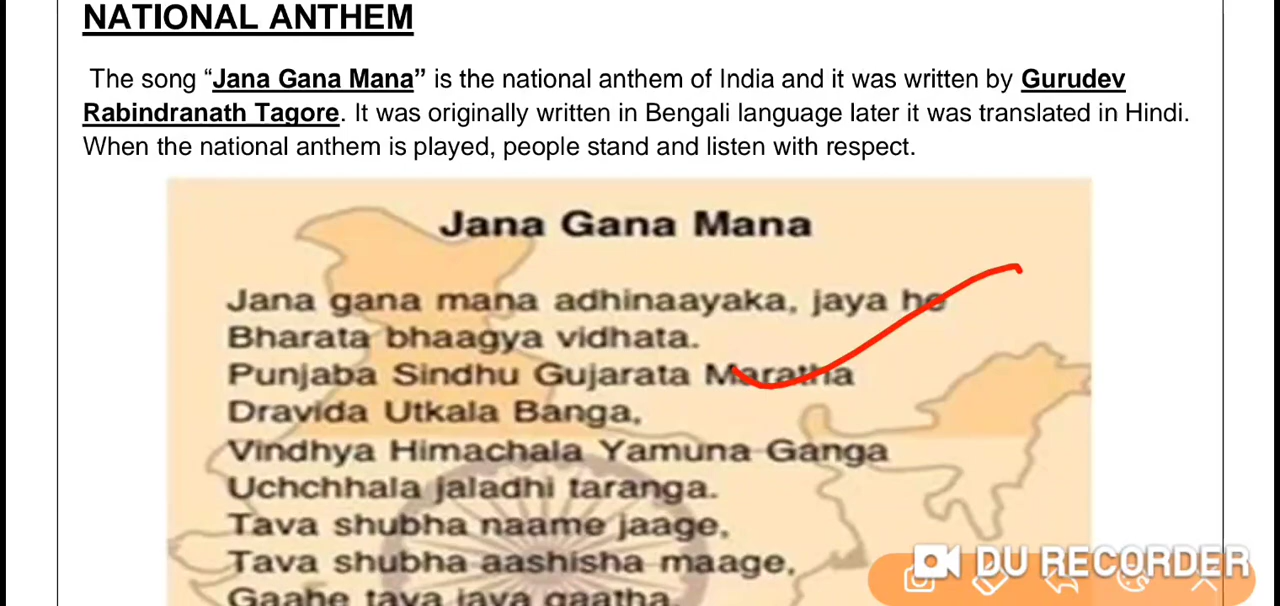 NATIONAL ANTHEM
The song “Jana Gana Mana” is the national anthem of India and it was written by Gurudev
Rabindranath Tagore. It was originally written in Bengali language later it was translated in Hindi.
When the national anthem is played, people stand and listen with respect.
Jana Gana Mana
Jana gana mana adhinaayaka, jaya he
Bharata bhaagya vidhata.
Punjaba Sindhu Gujarata Maratha
Dravida Utkala Banga,
Vindhya Himachala Yamuna Ganga
Uchchhala jaladhi taranga.
Tava shubha naame jaage,
Tava shubha aashisha maage,
Gaahe tava jaya gaatha.
DU RECORDER